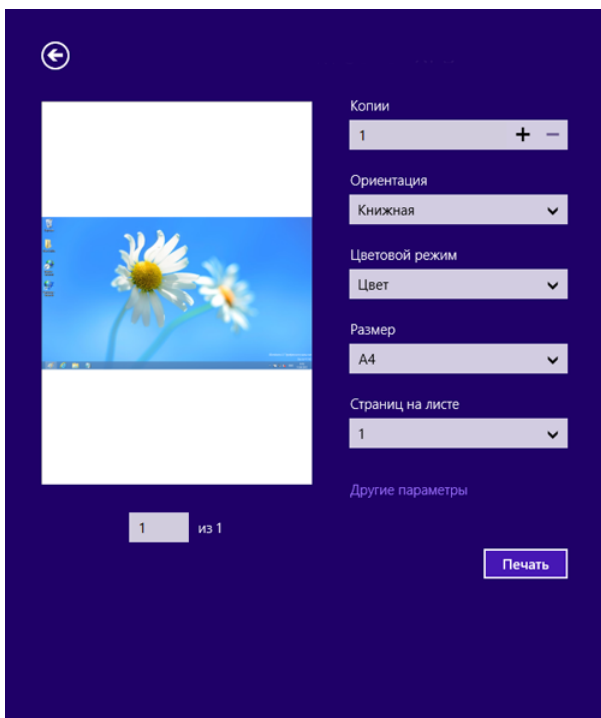 Копии
1
Ориентация
Книжная
Цветовой режим
Цвет
Размер
A4
Страниц на листе
1
Другие параметры
1 из 1
Печать